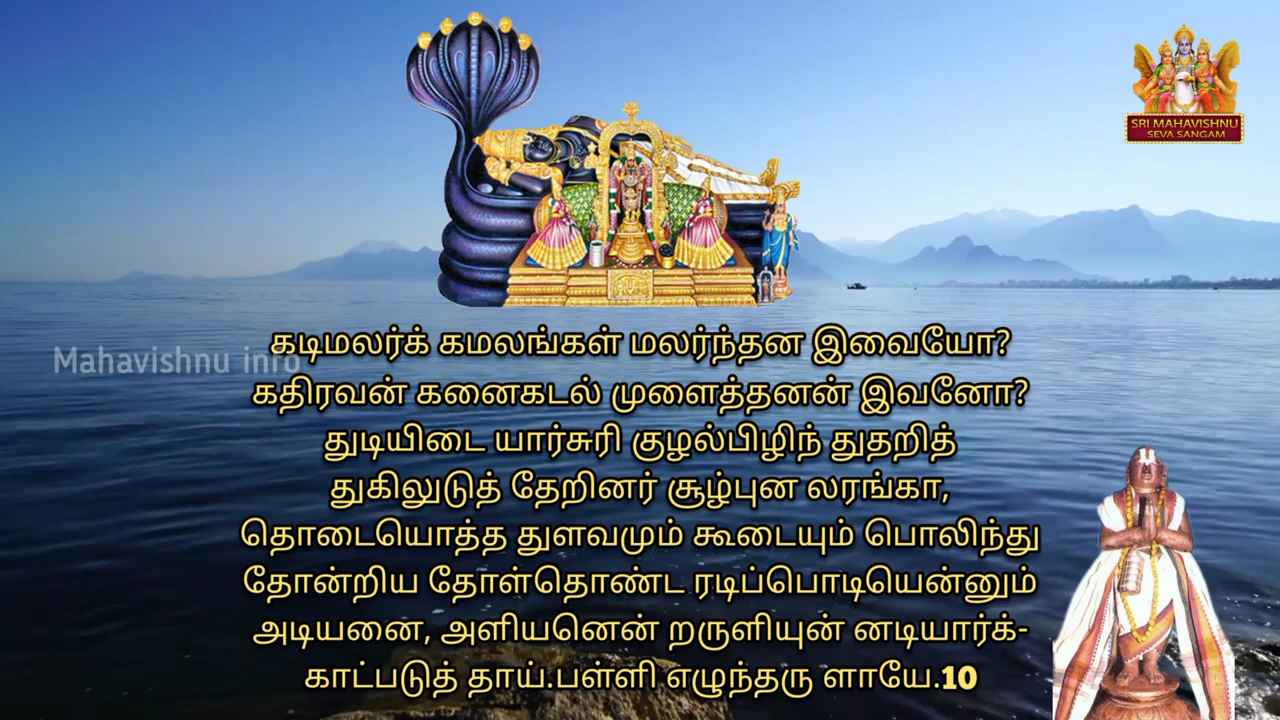 SRI MAHAVISHNU
SEVA SANGAM
Mahavishnu info
கடிமலர்க் கமலங்கள் மலர்ந்தன இவையோ?
கதிரவன் கனைகடல் முளைத்தனன் இவனோ?
துடியிடை யார்சுரி குழல்பிழிந் துதறித்
துகிலுடுத் தேறினர் சூழ்புன லரங்கா,
தொடையொத்த துளவமும் கூடையும் பொலிந்து
தோன்றிய தோள்தொண்ட ரடிப்பொடியென்னும்
அடியனை, அளியனென் றருளியுன் னடியார்க்-
காட்படுத் தாய்.பள்ளி எழுந்தரு ளாயே.10